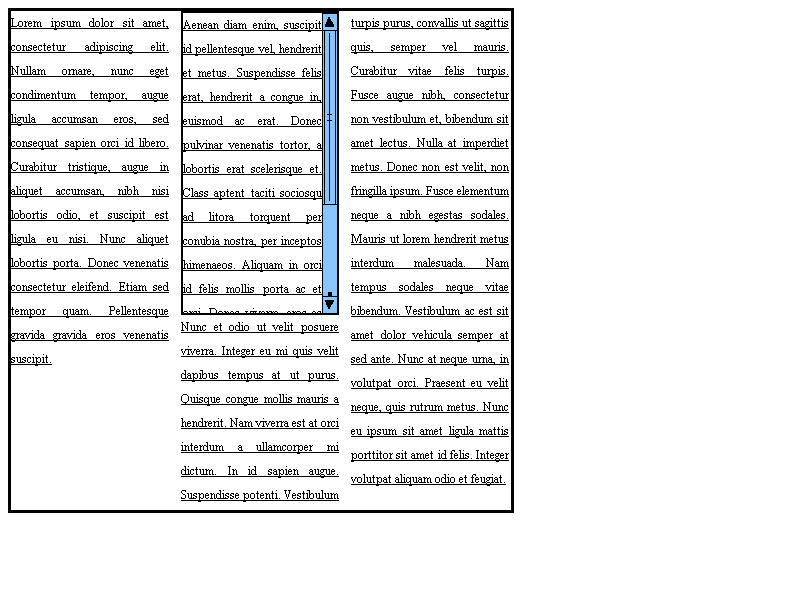 Lorem ipsum dolor sit amet,
consectetur adipiscing elit.
Nullam ornare, nunc eget
condimentum tempor, augue
ligula accumsan eros, sed
consequat sapien orci id libero.
Curabitur tristique, augue in
aliquet accumsan, nibh nisi
lobortis odio, et suscipit est
ligula eu nisi. Nunc aliquet
lobortis porta. Donec venenatis
consectetur eleifend. Etiam sed
tempor quam. Pellentesque
gravida gravida eros venenatis
suscipit.
Aenean diam enim, suscipit
id pellentesque vel, hendrerit
et metus. Suspendisse felis
erat, hendrerit a congue in,
euismod ac erat. Donec
pulvinar venenatis tortor, a
lobortis erat scelerisque et.
Class aptent taciti sociosqu
ad litora torquent per
conubia nostra, per inceptos
himenaeos. Aliquam in orci
id felis mollis porta ac et
orci. Donec viverra eros ac
Nunc et odio ut velit posuere
viverra. Integer eu mi quis velit
dapibus tempus at ut purus.
Quisque congue mollis mauris a
hendrerit. Nam viverra est at orci
interdum a ullamcorper mi
dictum. In id sapien augue.
Suspendisse potenti. Vestibulum
turpis purus, convallis ut sagittis
quis, semper vel mauris.
Curabitur vitae felis turpis.
Fusce augue nibh, consectetur
non vestibulum et, bibendum sit
amet lectus. Nulla at imperdiet
metus. Donec non est velit, non
fringilla ipsum. Fusce elementum
neque a nibh egestas sodales.
Mauris ut lorem hendrerit metus
interdum malesuada. Nam
tempus sodales neque vitae
bibendum. Vestibulum ac est sit
amet dolor vehicula semper at
sed ante. Nunc at neque urna, in
volutpat orci. Praesent eu velit
neque, quis rutrum metus. Nunc
eu ipsum sit amet ligula mattis
porttitor sit amet id felis. Integer
volutpat aliquam odio et feugiat.